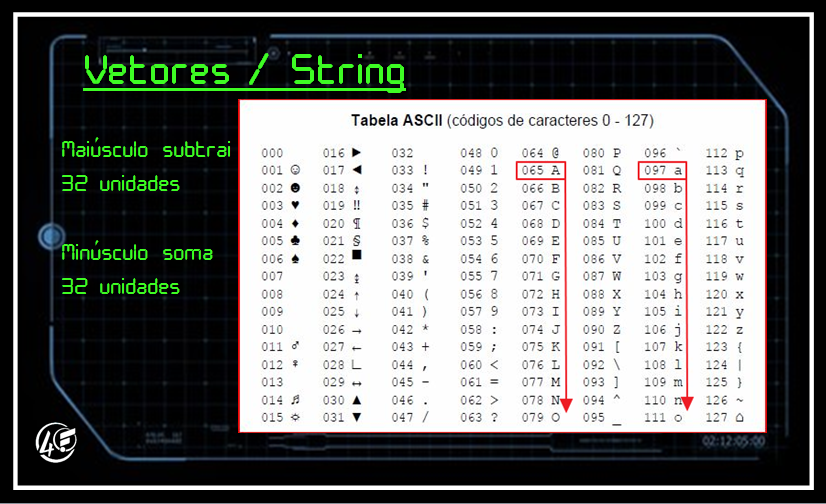 Vetores / String
Maiúsculo subtrai
32 unidades
Minúsculo soma
32 unidades
Tabela ASCII (códigos de caracteres 0 - 127)
000 016 ► 032 048 0 064 @ 080 P 096 ` 112 p
001 ☺ 017 ◄ 033 ! 049 1 065 A 081 Q 097 a 113 q
002 ☻ 018 ↕ 034 " 050 2 066 B 082 R 098 b 114 r
003 ♥ 019 ‼ 035 # 051 3 067 C 083 S 099 c 115 s
004 ♦ 020 ¶ 036 $ 052 4 068 D 084 T 100 d 116 t
005 ♣ 021 § 037 % 053 5 069 E 085 U 101 e 117 u
006 ♠ 022 ■ 038 & 054 6 070 F 086 V 102 f 118 v
007 023 ↨ 039 ' 055 7 071 G 087 W 103 g 119 w
008 024 ↑ 040 ( 056 8 072 H 088 X 104 h 120 x
009 025 ↓ 041 ) 057 9 073 I 089 Y 105 i 121 y
010 026 → 042 * 058 : 074 J 090 Z 106 j 122 z
011 ♂ 027 ← 043 + 059 ; 075 K 091 [ 107 k 123 {
012 ♀ 028 ∟ 044 , 060 < 076 L 092 \ 108 l 124 |
013 029 ↔ 045 - 061 = 077 M 093 ] 109 m 125 }
014 ♬ 030 ▲ 046 . 062 > 078 N 094 ^ 110 n 126 ~
015 ☼ 031 ▼ 047 / 063 ? 079 O 095 _ 111 o 127 ⌂
02:12:05:00